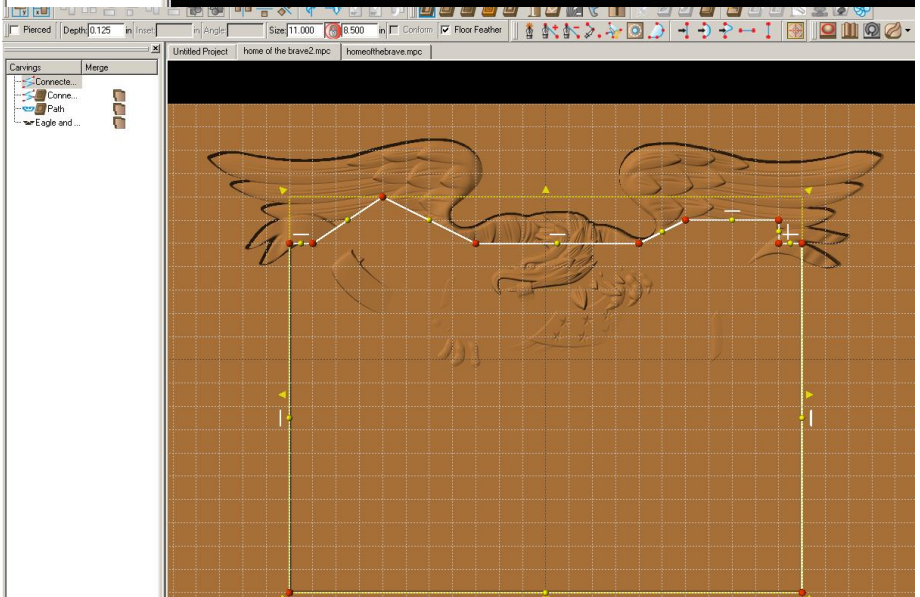 Pierced Depth: 0.125 in Inset: in Angle: Size: 11.000 8.500 in Conform Floor Feather
Untitled Project home of the brave2.mpc homeofthebrave.mpc
Carvings Merge
Connecte...
Conne...
Path
Eagle and ...